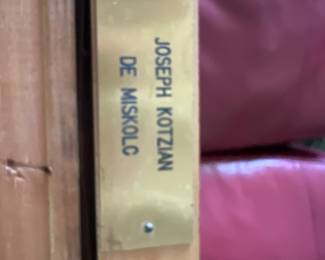 JOSEPH KOTZIAN
DE MISKOLC